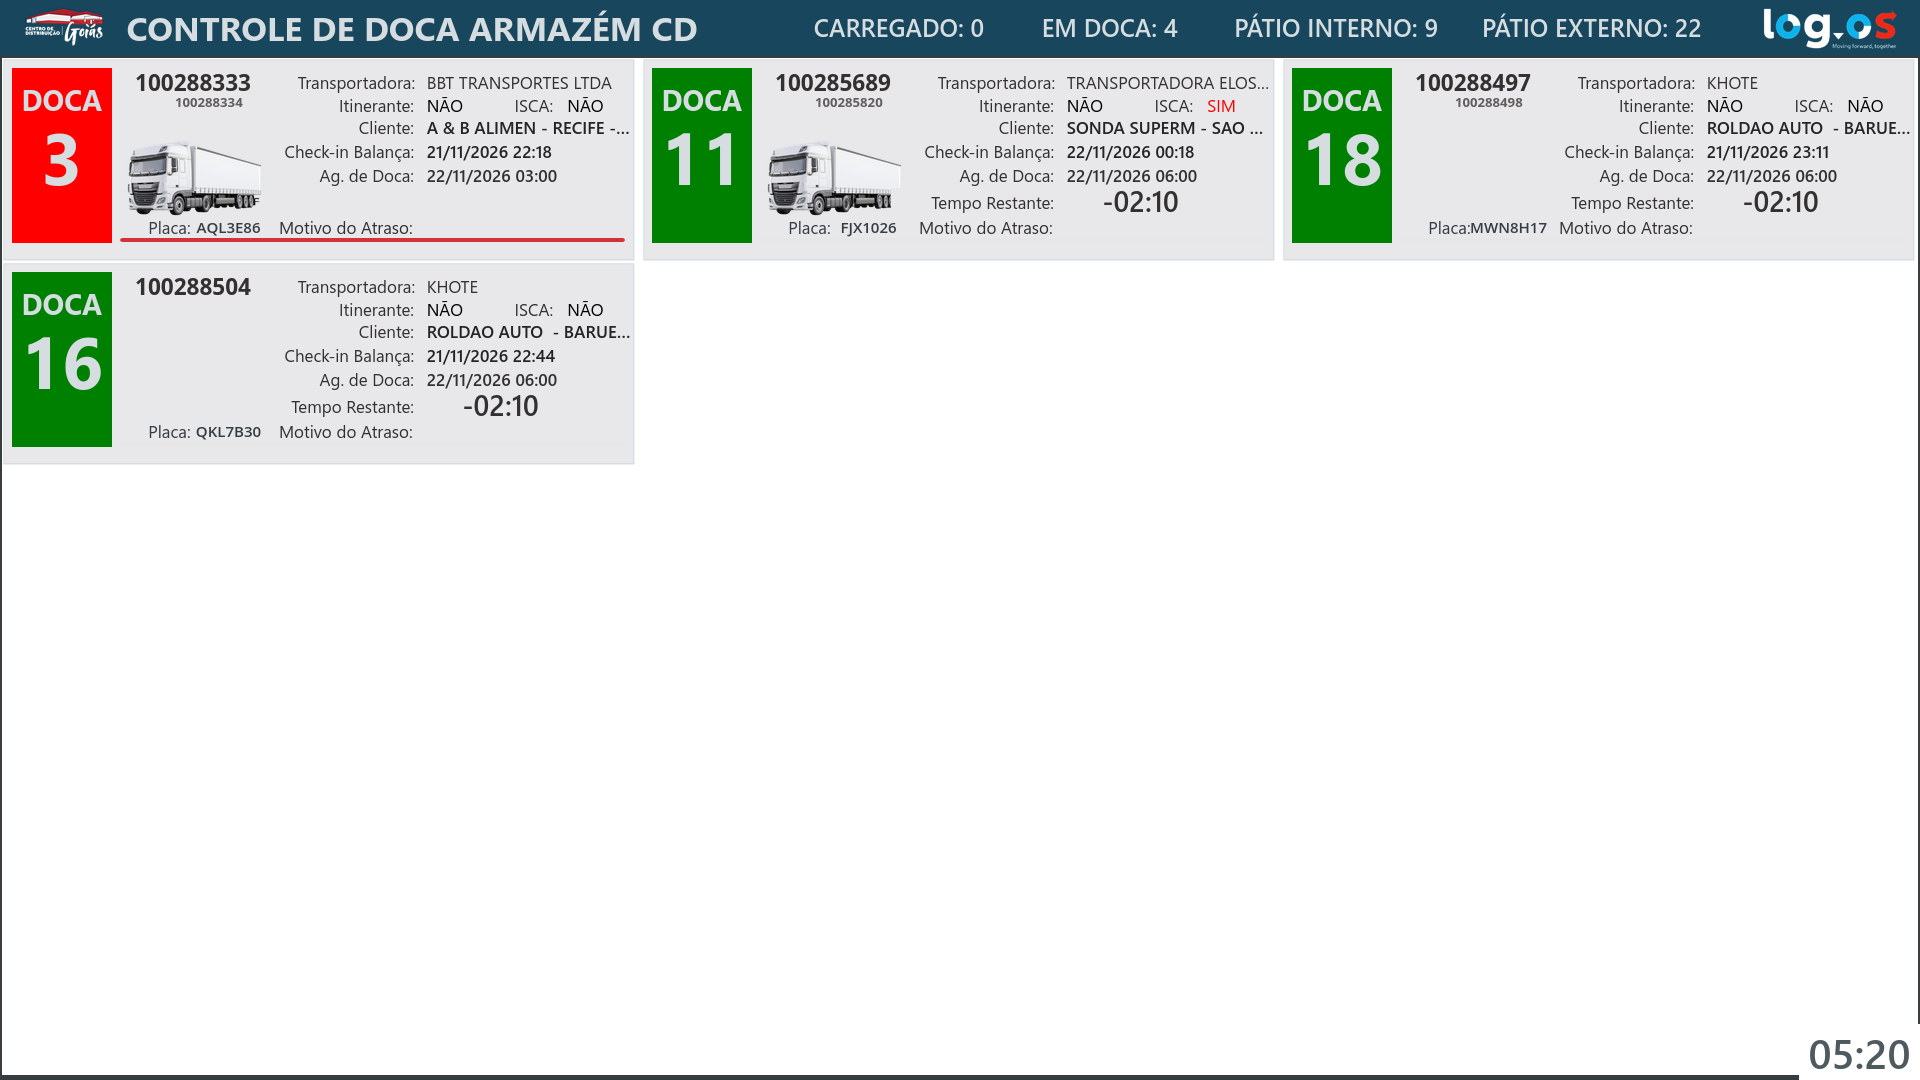 CENTRO DE DISTRIBUIÇÃO Goiás
CONTROLE DE DOCA ARMAZÉM CD
CARREGADO: 0
EM DOCA: 4
PÁTIO INTERNO: 9
PÁTIO EXTERNO: 22
log.os
Moving forward, together
DOCA
3
100288333
100288334
Transportadora: BBT TRANSPORTES LTDA
Itinerante: NÃO ISCA: NÃO
Cliente: A & B ALIMEN - RECIFE -...
Check-in Balança: 21/11/2026 22:18
Ag. de Doca: 22/11/2026 03:00
Placa: AQL3E86 Motivo do Atraso:
DOCA
11
100285689
100285820
Transportadora: TRANSPORTADORA ELOS...
Itinerante: NÃO ISCA: SIM
Cliente: SONDA SUPERM - SAO ...
Check-in Balança: 22/11/2026 00:18
Ag. de Doca: 22/11/2026 06:00
Tempo Restante: -02:10
Placa: FJX1026 Motivo do Atraso:
DOCA
18
100288497
100288498
Transportadora: KHOTE
Itinerante: NÃO ISCA: NÃO
Cliente: ROLDAO AUTO - BARUE...
Check-in Balança: 21/11/2026 23:11
Ag. de Doca: 22/11/2026 06:00
Tempo Restante: -02:10
Placa:MWN8H17 Motivo do Atraso:
DOCA
16
100288504
Transportadora: KHOTE
Itinerante: NÃO ISCA: NÃO
Cliente: ROLDAO AUTO - BARUE...
Check-in Balança: 21/11/2026 22:44
Ag. de Doca: 22/11/2026 06:00
Tempo Restante: -02:10
Placa: QKL7B30 Motivo do Atraso:
05:20